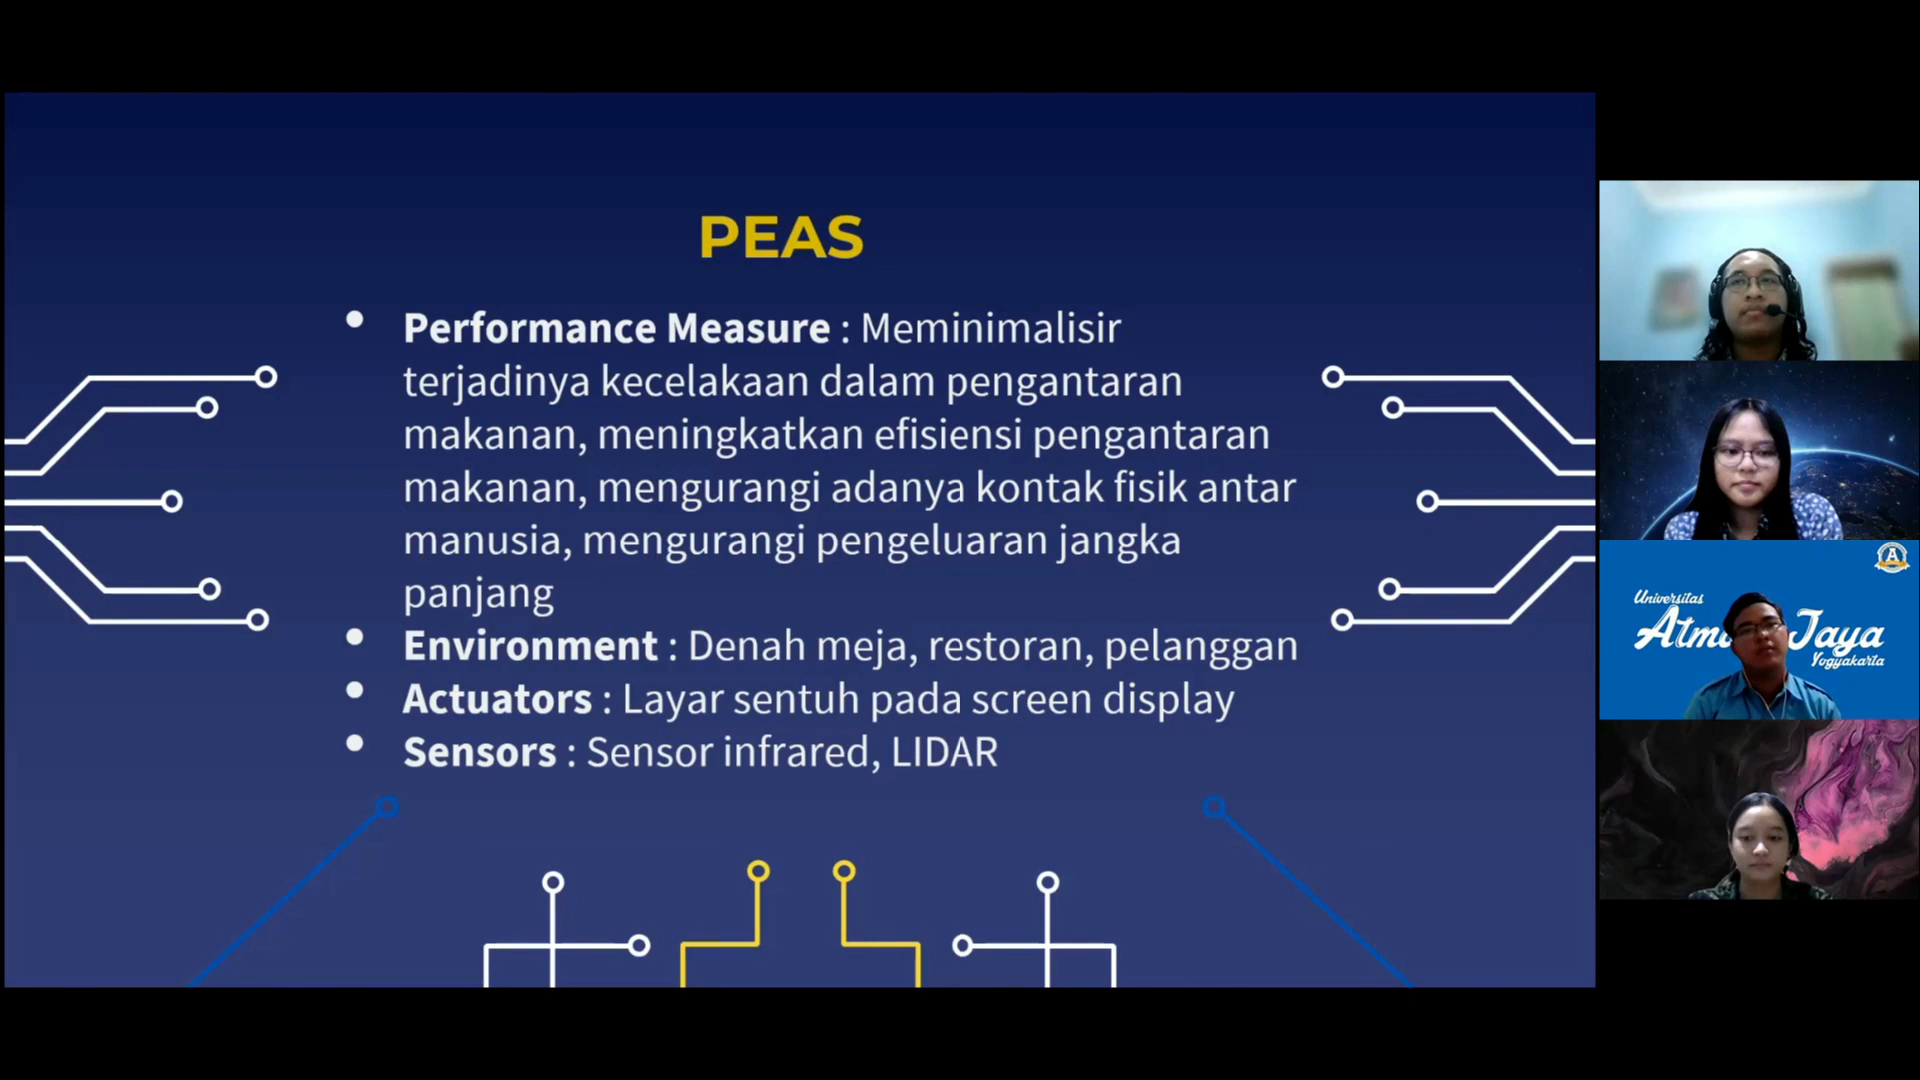 PEAS
• Performance Measure : Meminimalisir
terjadinya kecelakaan dalam pengantaran
makanan, meningkatkan efisiensi pengantaran
makanan, mengurangi adanya kontak fisik antar
manusia, mengurangi pengeluaran jangka
panjang
• Environment : Denah meja, restoran, pelanggan
• Actuators : Layar sentuh pada screen display
• Sensors : Sensor infrared, LIDAR
Universitas
Jaya
Yogyakarta